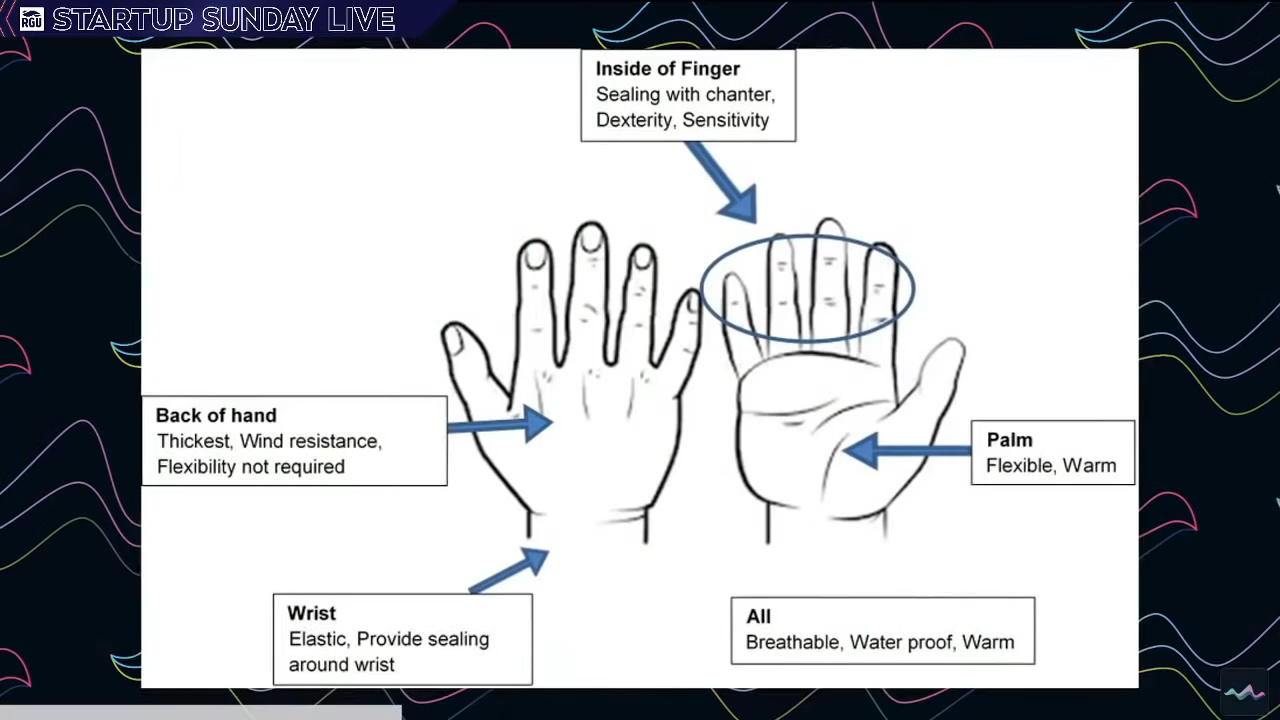 RGU STARTUP SUNDAY LIVE
Inside of Finger
Sealing with chanter,
Dexterity, Sensitivity
Back of hand
Thickest, Wind resistance,
Flexibility not required
Palm
Flexible, Warm
Wrist
Elastic, Provide sealing
around wrist
All
Breathable, Water proof, Warm